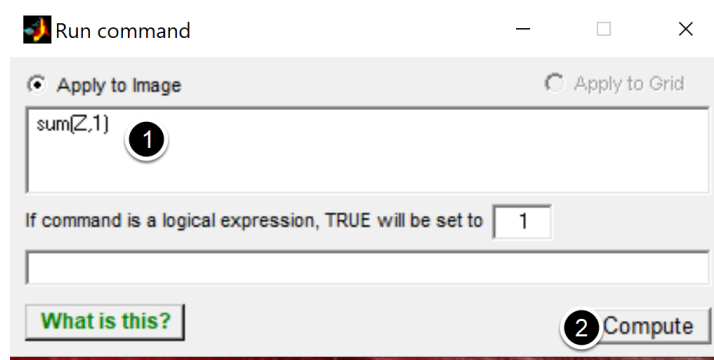 Run command
Apply to Image Apply to Grid
sum(Z,1)
1
If command is a logical expression, TRUE will be set to 1
What is this? 2 Compute